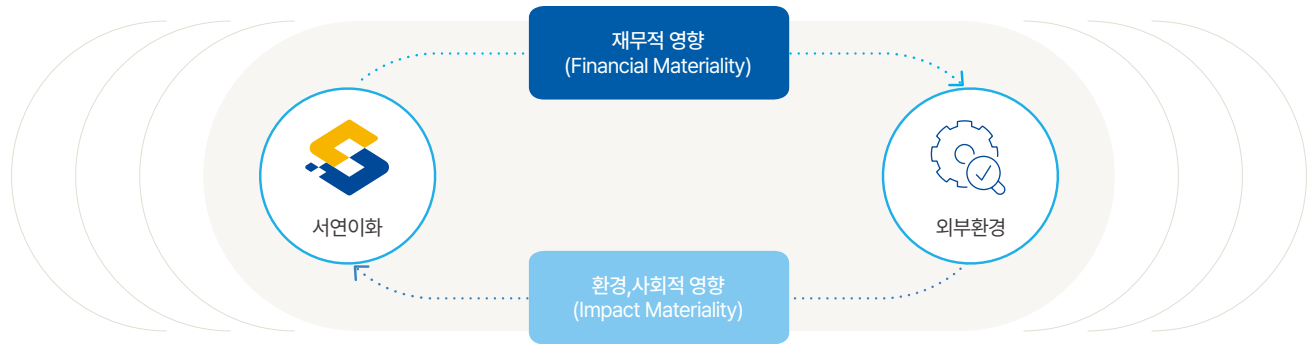 재무적 영향
(Financial Materiality)
서연이화
외부환경
환경,사회적 영향
(Impact Materiality)